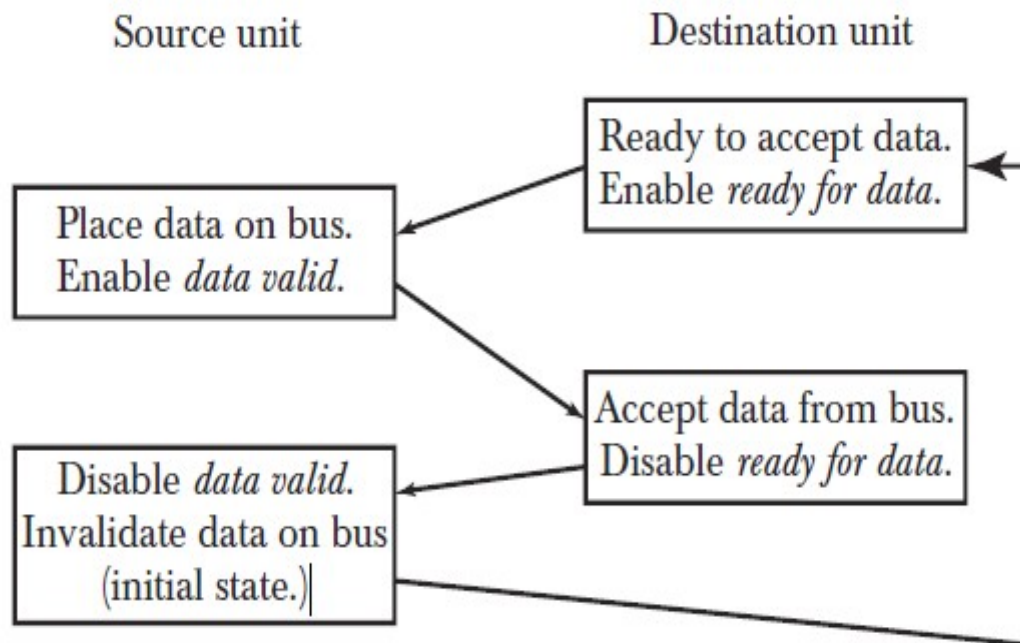 Source unit
Destination unit
Ready to accept data.
Enable ready for data.
Place data on bus.
Enable data valid.
Accept data from bus.
Disable ready for data.
Disable data valid.
Invalidate data on bus
(initial state.)